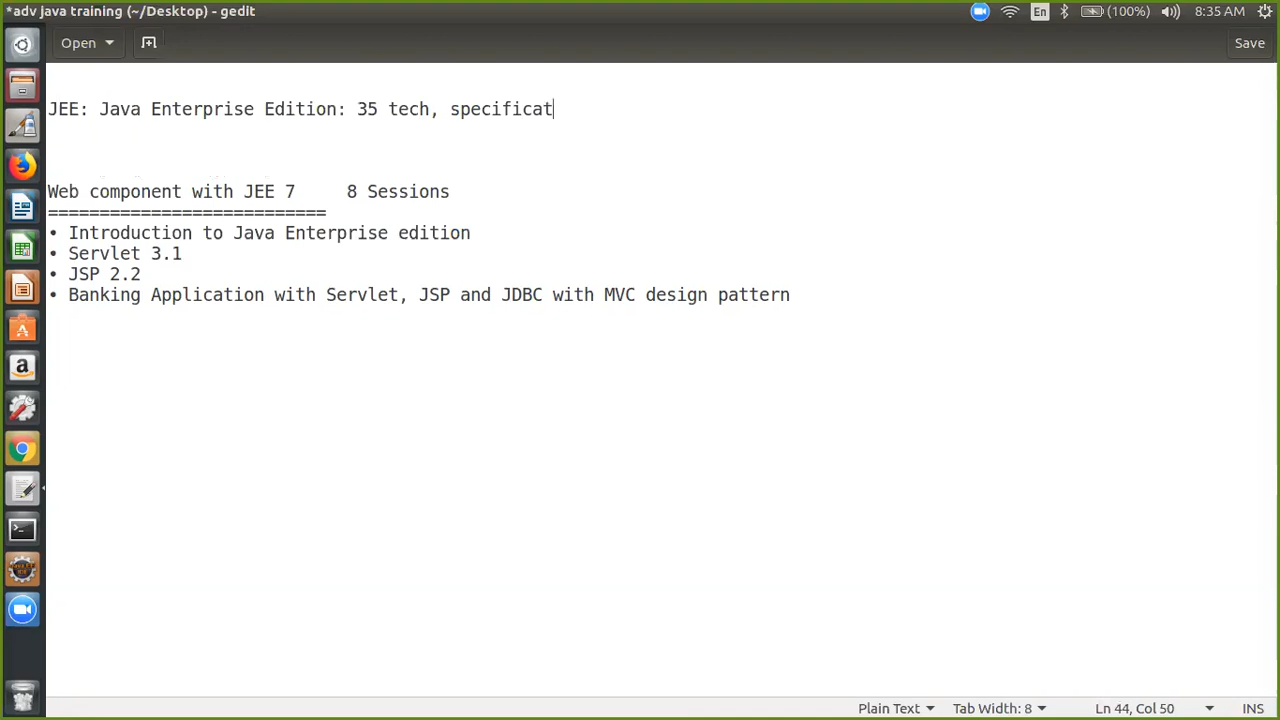 *adv java training (~/Desktop) - gedit
En (100%) 8:35 AM
Open Save
JEE: Java Enterprise Edition: 35 tech, specificat
Web component with JEE 7 8 Sessions
===========================
• Introduction to Java Enterprise edition
• Servlet 3.1
• JSP 2.2
• Banking Application with Servlet, JSP and JDBC with MVC design pattern
Plain Text Tab Width: 8 Ln 44, Col 50 INS